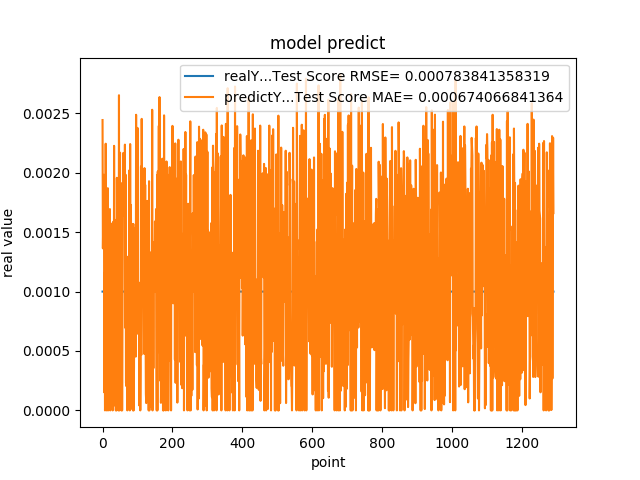 model predict
realY...Test Score RMSE= 0.000783841358319
predictY...Test Score MAE= 0.000674066841364
0.0025
0.0020
0.0015
0.0010
0.0005
0.0000
real value
0 200 400 600 800 1000 1200
point